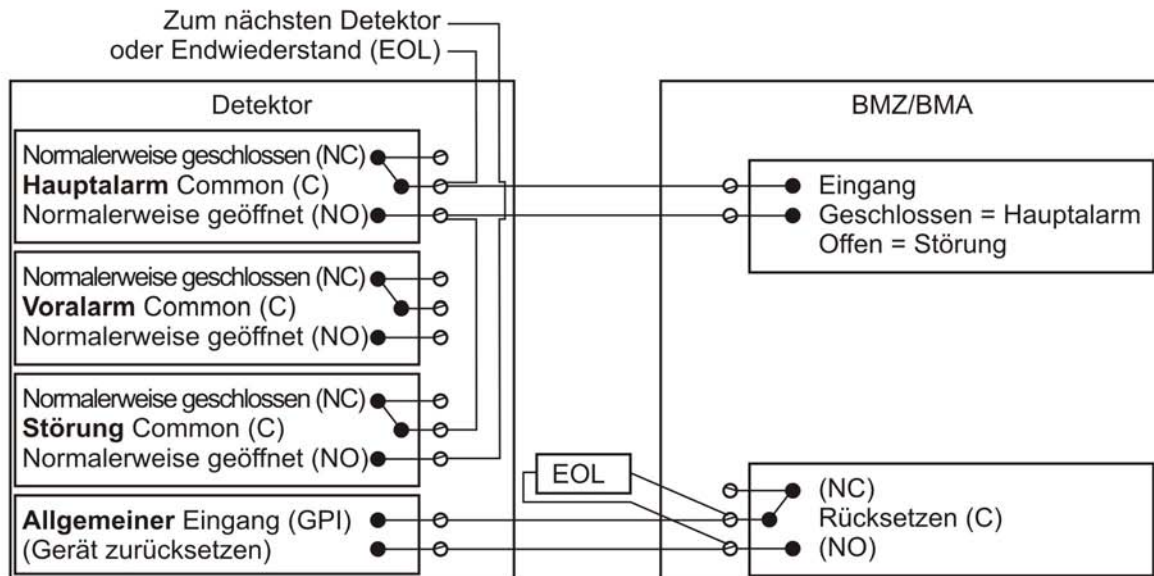 Zum nächsten Detektor
oder Endwiederstand (EOL)
Detektor
Normalerweise geschlossen (NC)
Hauptalarm Common (C)
Normalerweise geöffnet (NO)
Normalerweise geschlossen (NC)
Voralarm Common (C)
Normalerweise geöffnet (NO)
Normalerweise geschlossen (NC)
Störung Common (C)
Normalerweise geöffnet (NO)
Allgemeiner Eingang (GPI)
(Gerät zurücksetzen)
EOL
BMZ/BMA
Eingang
Geschlossen = Hauptalarm
Offen = Störung
(NC)
Rücksetzen (C)
(NO)